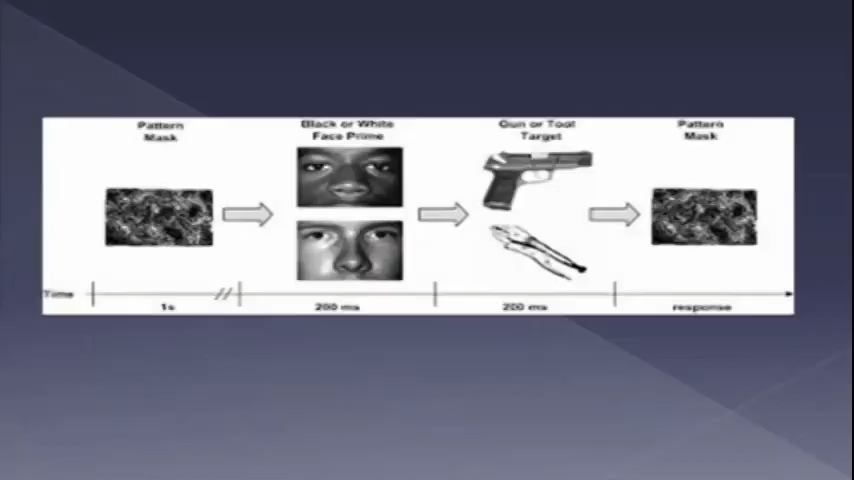 Pattern
Mask
Black or White
Face Prime
Gun or Tool
Target
Pattern
Mask
Time
1s
200 ms
200 ms
response